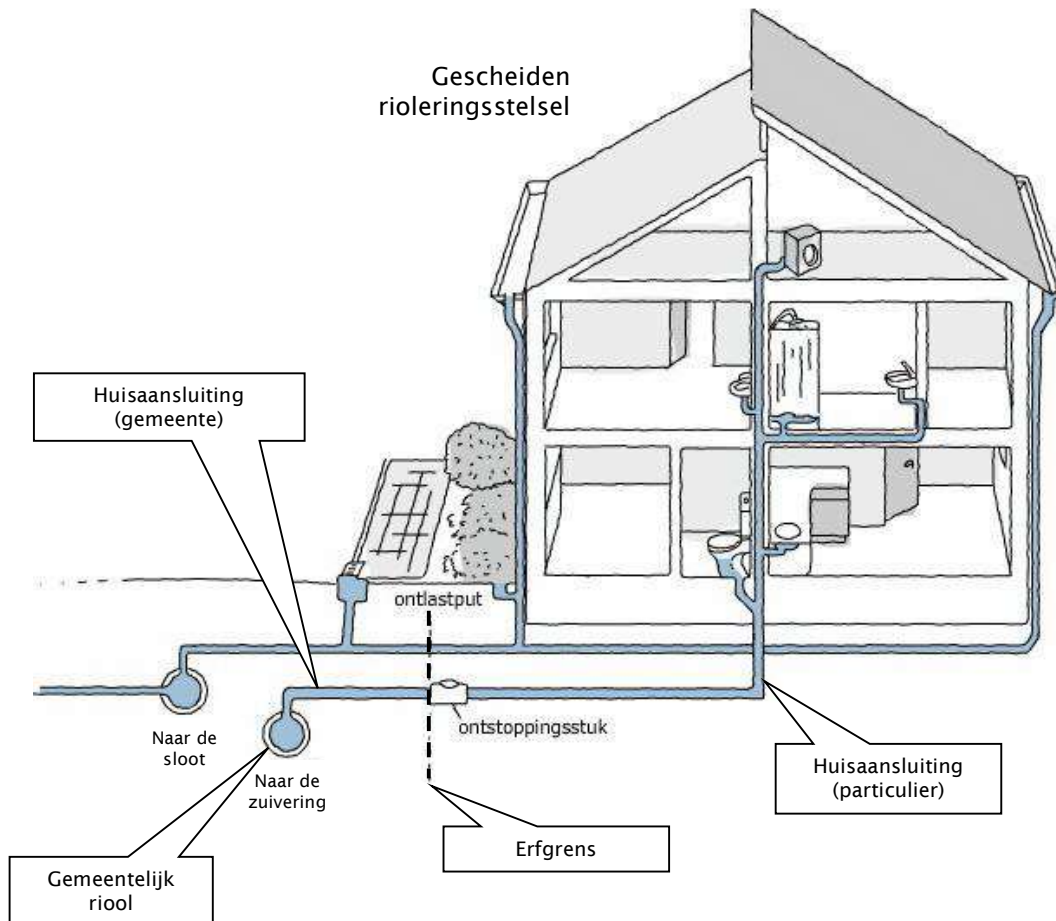 Gescheiden
rioleringsstelsel
Huisaansluiting
(gemeente)
ontlastput
ontstoppingsstuk
Naar de
sloot
Naar de
zuivering
Huisaansluiting
(particulier)
Erfgrens
Gemeentelijk
riool